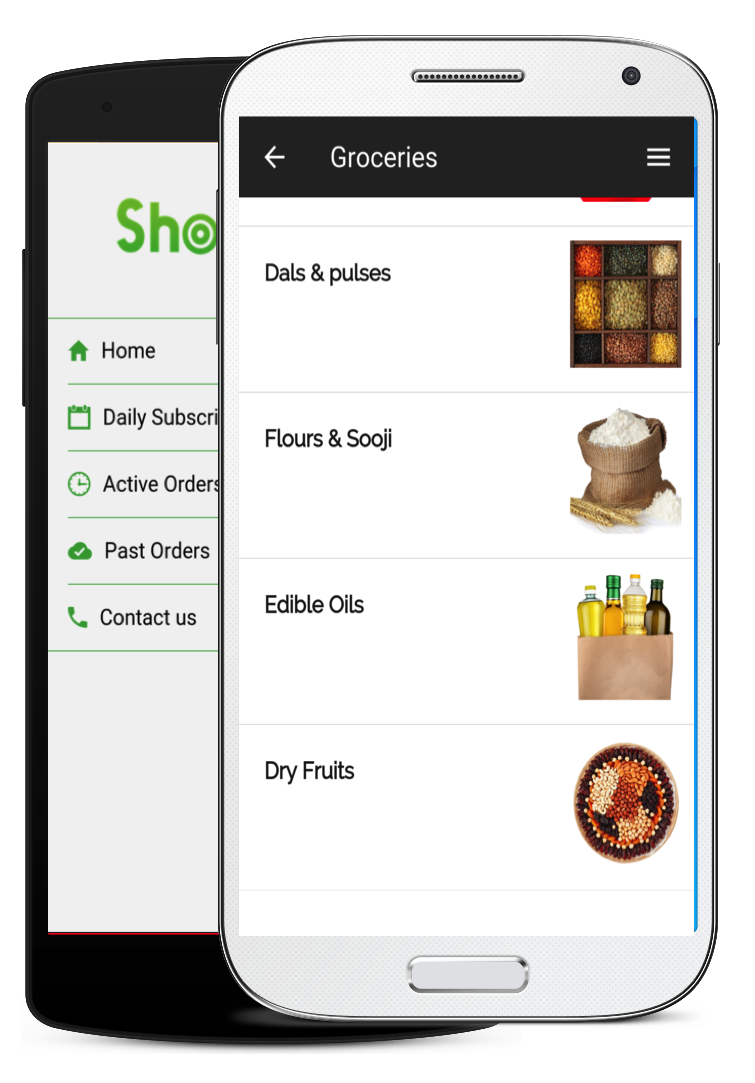 Sho
Home
Daily Subscri
Active Orders
Past Orders
Contact us
Groceries
Dals & pulses
Flours & Sooji
Edible Oils
Dry Fruits